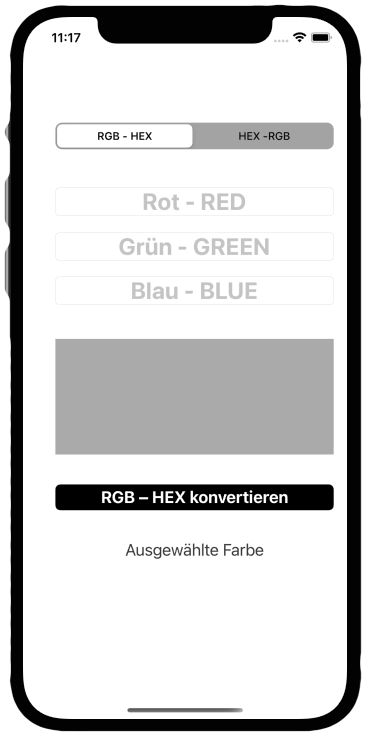 11:17
RGB - HEX
HEX -RGB
Rot - RED
Grün - GREEN
Blau - BLUE
RGB – HEX konvertieren
Ausgewählte Farbe